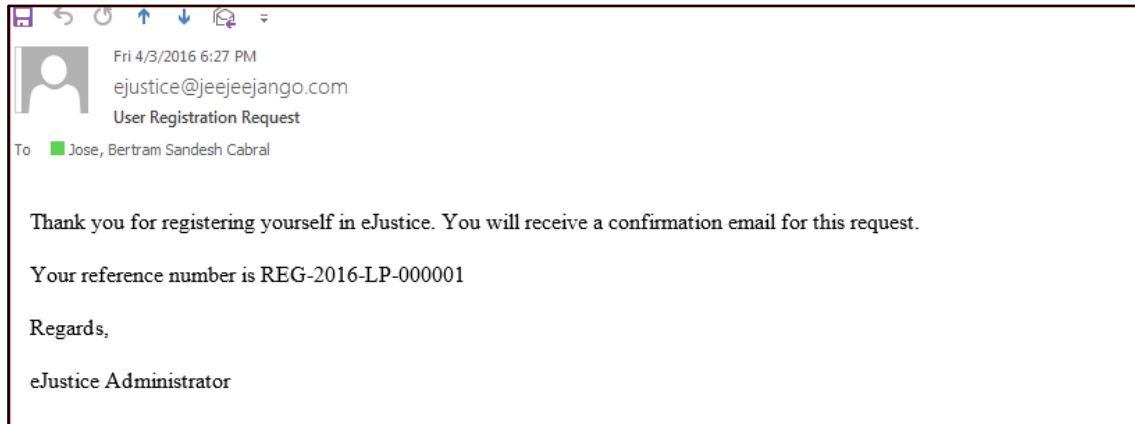 Fri 4/3/2016 6:27 PM
ejustice@jeejeejango.com
User Registration Request
To Jose, Bertram Sandesh Cabral
Thank you for registering yourself in eJustice. You will receive a confirmation email for this request.
Your reference number is REG-2016-LP-000001
Regards,
eJustice Administrator